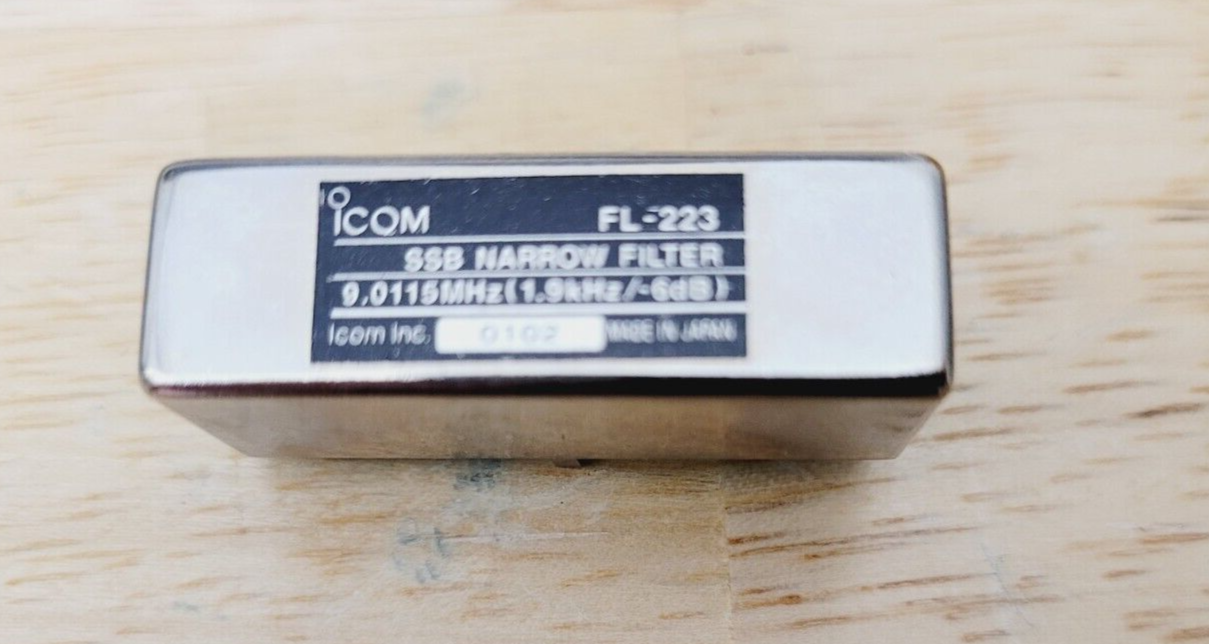 ICOM FL-223
SSB NARROW FILTER
9.0115MHz(1.9kHz/-6dB)
Icom Inc. 0102 MADE IN JAPAN